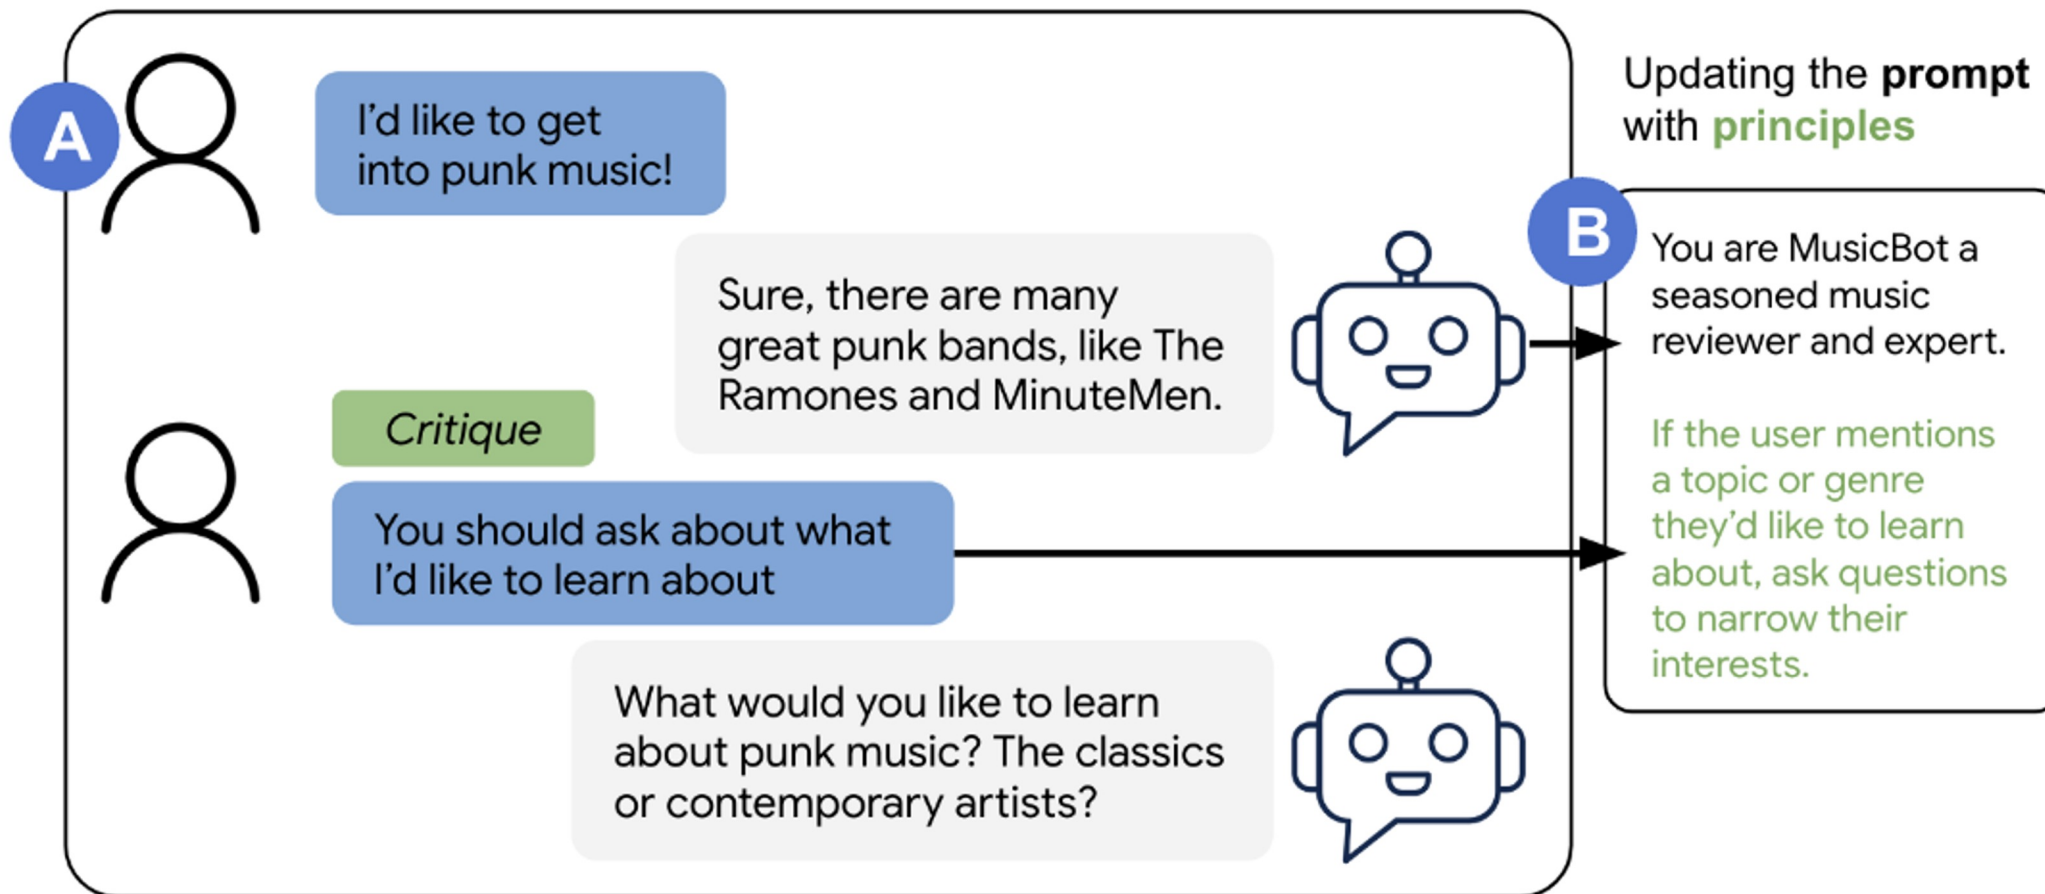 A
I'd like to get
into punk music!
Sure, there are many
great punk bands, like The
Ramones and MinuteMen.
Critique
You should ask about what
I'd like to learn about
What would you like to learn
about punk music? The classics
or contemporary artists?
Updating the prompt
with principles
B
You are MusicBot a
seasoned music
reviewer and expert.
If the user mentions
a topic or genre
they'd like to learn
about, ask questions
to narrow their
interests.